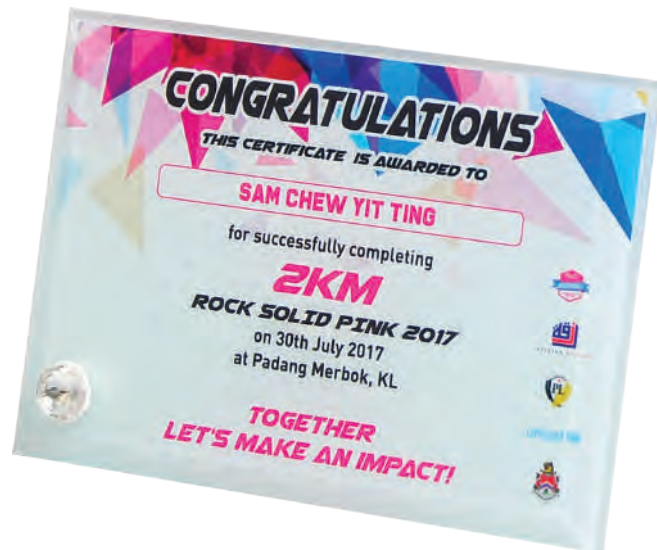 CONGRATULATIONS
THIS CERTIFICATE IS AWARDED TO
SAM CHEW YIT TING
for successfully completing
2KM
ROCK SOLID PINK 2017
on 30th July 2017
at Padang Merbok, KL
TOGETHER
LET'S MAKE AN IMPACT!
PL